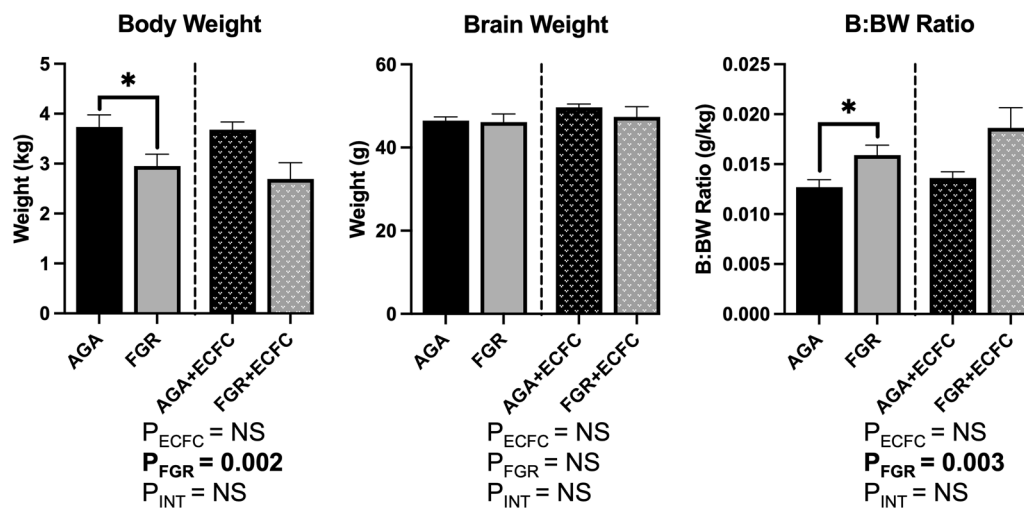 Body Weight
Weight (kg)
5
4
3
2
1
0
*
AGA
FGR
AGA+ECFC
FGR+ECFC
P_ECFC = NS
P_FGR = 0.002
P_INT = NS
Brain Weight
Weight (g)
60
40
20
0
AGA
FGR
AGA+ECFC
FGR+ECFC
P_ECFC = NS
P_FGR = NS
P_INT = NS
B:BW Ratio
B:BW Ratio (g/kg)
0.025
0.020
0.015
0.010
0.005
0.000
*
AGA
FGR
AGA+ECFC
FGR+ECFC
P_ECFC = NS
P_FGR = 0.003
P_INT = NS